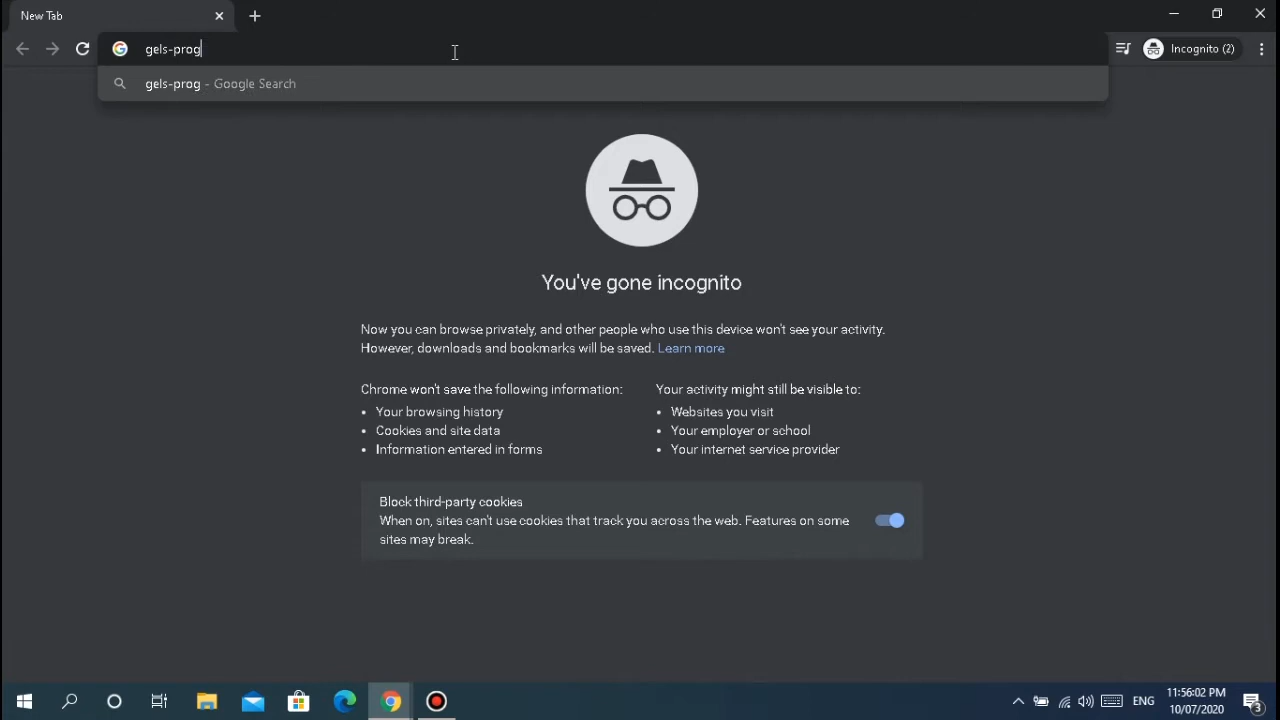 New Tab
gels-prog
Incognito (2)
gels-prog - Google Search
You've gone incognito
Now you can browse privately, and other people who use this device won't see your activity.
However, downloads and bookmarks will be saved. Learn more
Chrome won't save the following information:
• Your browsing history
• Cookies and site data
• Information entered in forms
Your activity might still be visible to:
• Websites you visit
• Your employer or school
• Your internet service provider
Block third-party cookies
When on, sites can't use cookies that track you across the web. Features on some
sites may break.
ENG
11:56:02 PM
10/07/2020
3